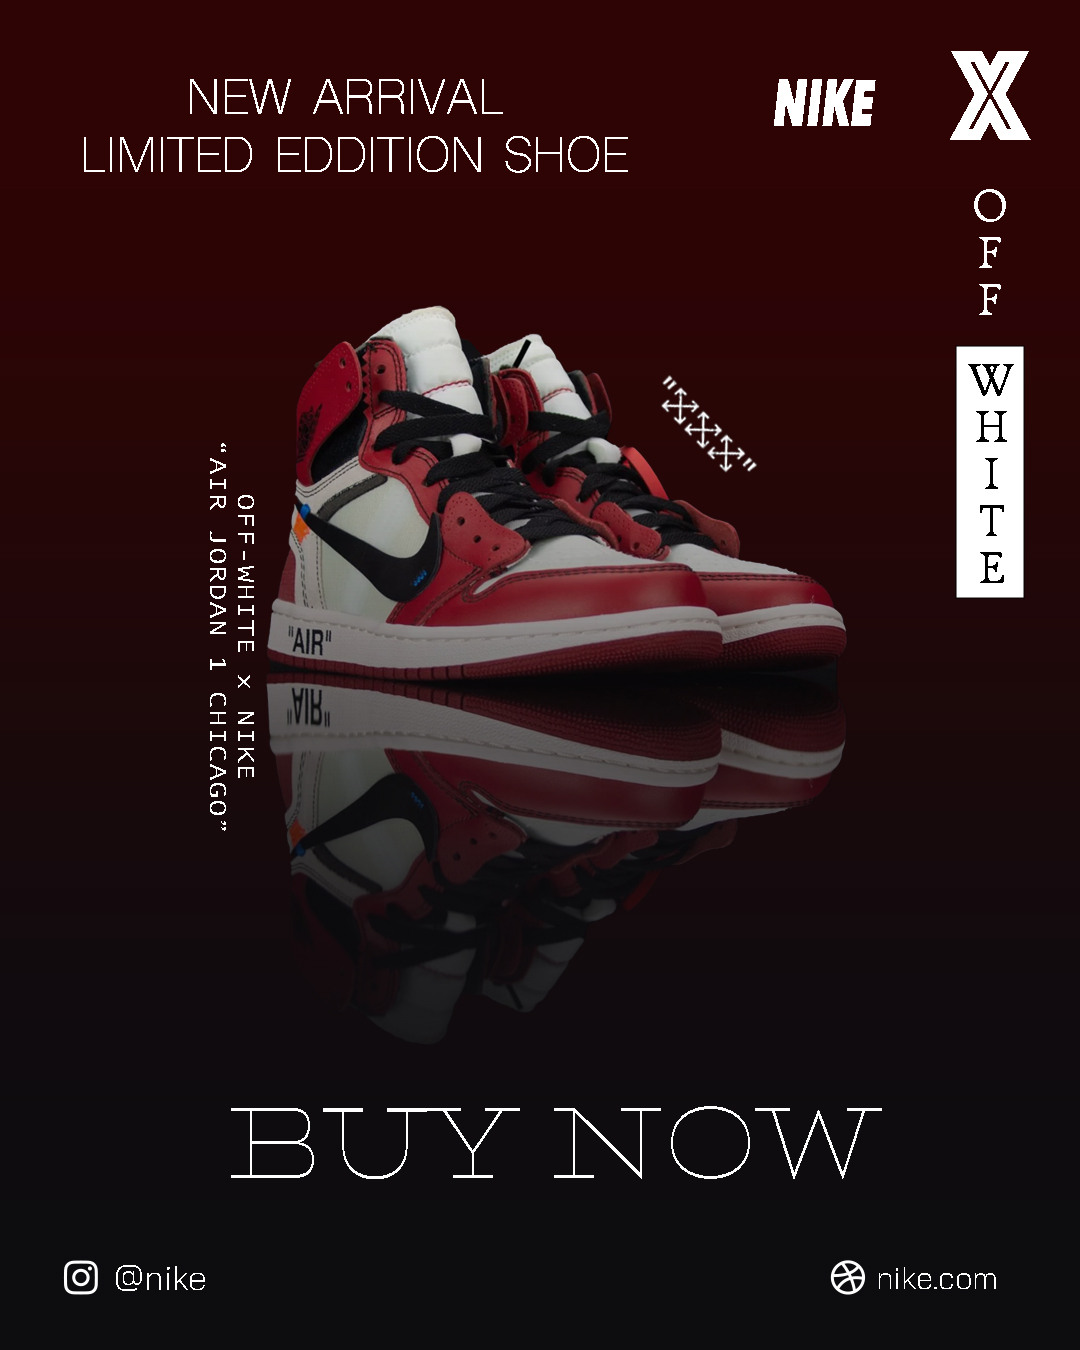 NEW ARRIVAL
LIMITED EDDITION SHOE
NIKE
X
OFF
WHITE
OFF-WHITE x NIKE
“AIR JORDAN 1 CHICAGO”
"AIR"
BUY NOW
@nike
nike.com